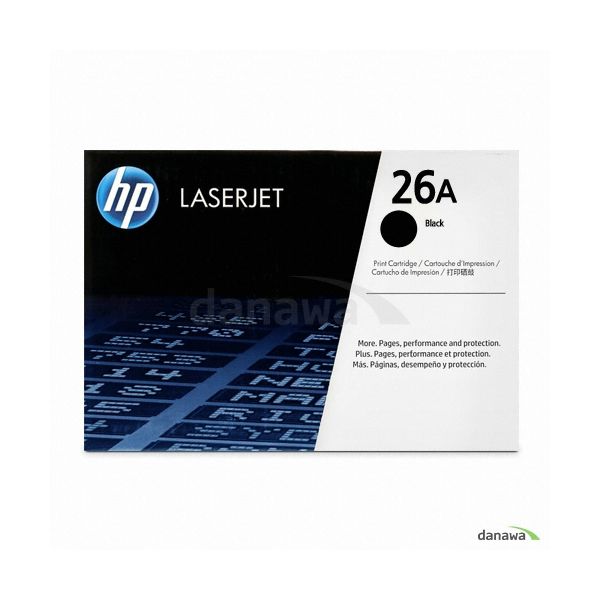 hp
LASERJET
26A
Black
Print Cartridge / Cartouche d'Impression /
Cartucho de Impresión / 打印硒鼓
danawa
More. Pages, performance and protection.
Plus. Pages, performance et protection.
Más. Páginas, desempeño y protección.
danawa